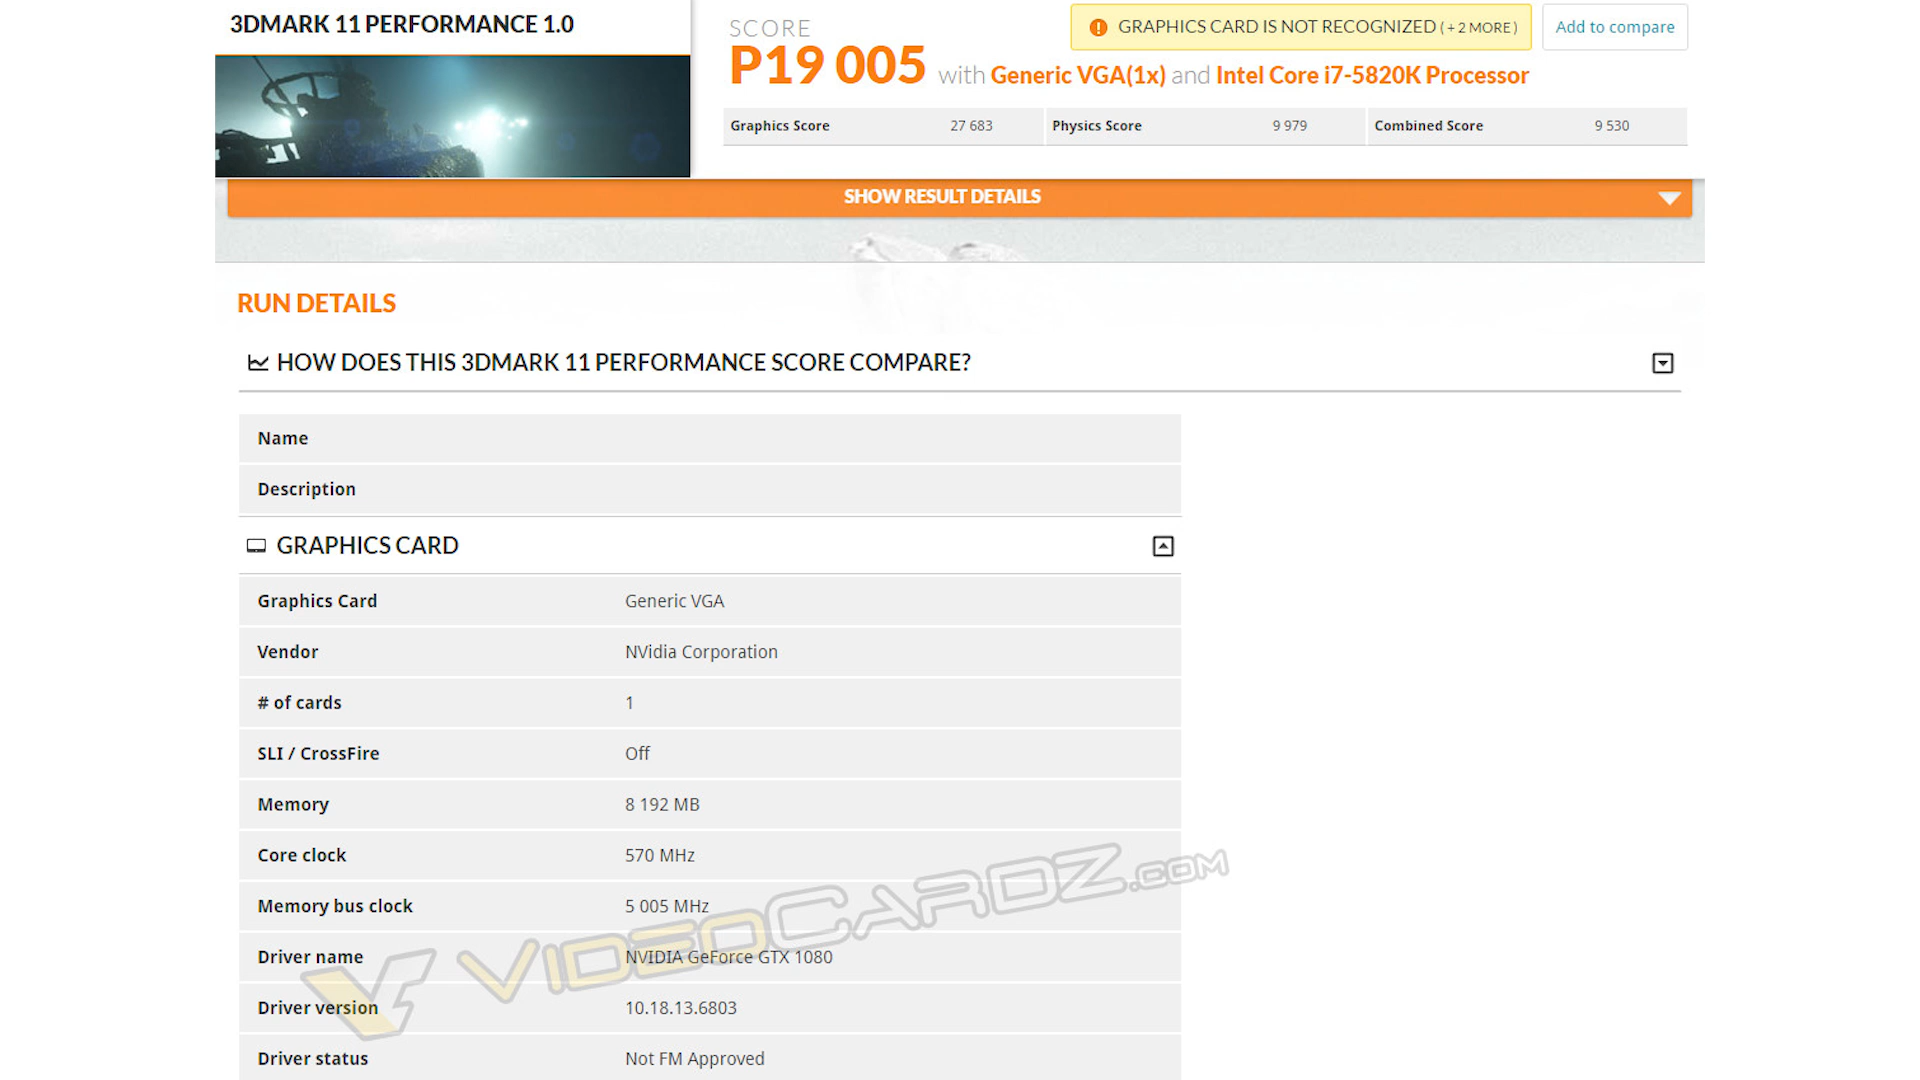 3DMARK 11 PERFORMANCE 1.0
SCORE
P19 005 with Generic VGA(1x) and Intel Core i7-5820K Processor
GRAPHICS CARD IS NOT RECOGNIZED ( + 2 MORE )
Add to compare
Graphics Score 27 683 Physics Score 9 979 Combined Score 9 530
SHOW RESULT DETAILS
RUN DETAILS
HOW DOES THIS 3DMARK 11 PERFORMANCE SCORE COMPARE?
Name
Description
GRAPHICS CARD
Graphics Card Generic VGA
Vendor NVidia Corporation
# of cards 1
SLI / CrossFire Off
Memory 8 192 MB
Core clock 570 MHz
Memory bus clock 5 005 MHz
Driver name NVIDIA GeForce GTX 1080
Driver version 10.18.13.6803
Driver status Not FM Approved
VIDEOCARDZ.COM